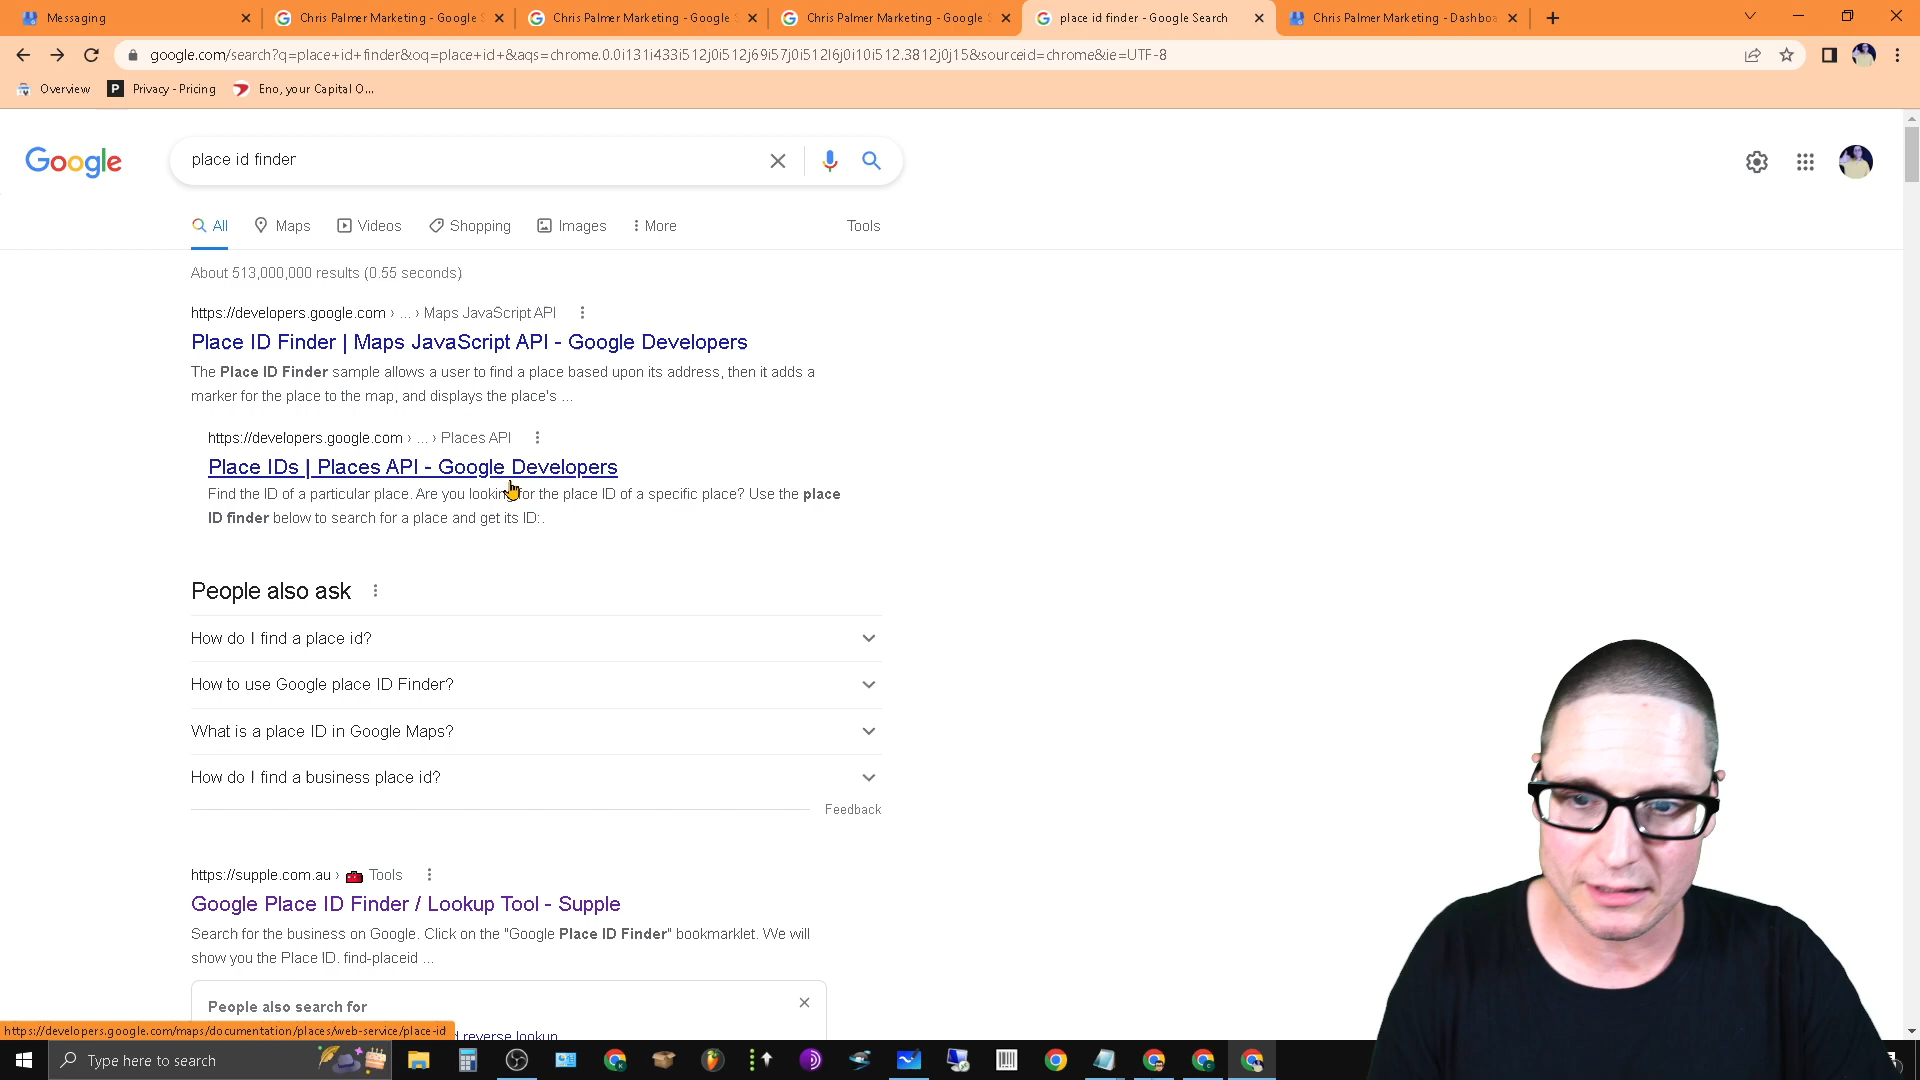 Messaging
Chris Palmer Marketing - Google S
Chris Palmer Marketing - Google S
Chris Palmer Marketing - Google S
place id finder - Google Search
Chris Palmer Marketing - Dashboa
google.com/search?q=place+id+finder&oq=place+id+&aqs=chrome.0.0i131i433i512j0i512j69i57j0i512l6j0i10i512.3812j0j15&sourceid=chrome&ie=UTF-8
Overview
P Privacy - Pricing
Eno, your Capital O...
Google
place id finder
All
Maps
Videos
Shopping
Images
More
Tools
About 513,000,000 results (0.55 seconds)
https://developers.google.com › ... › Maps JavaScript API
Place ID Finder | Maps JavaScript API - Google Developers
The Place ID Finder sample allows a user to find a place based upon its address, then it adds a
marker for the place to the map, and displays the place's ...
https://developers.google.com › ... › Places API
Place IDs | Places API - Google Developers
Find the ID of a particular place. Are you looking for the place ID of a specific place? Use the place
ID finder below to search for a place and get its ID:.
People also ask
How do I find a place id?
How to use Google place ID Finder?
What is a place ID in Google Maps?
How do I find a business place id?
Feedback
https://supple.com.au › Tools
Google Place ID Finder / Lookup Tool - Supple
Search for the business on Google. Click on the "Google Place ID Finder" bookmarklet. We will
show you the Place ID. find-placeid ...
People also search for
reverse lookup
https://developers.google.com/maps/documentation/places/web-service/place-id
Type here to search